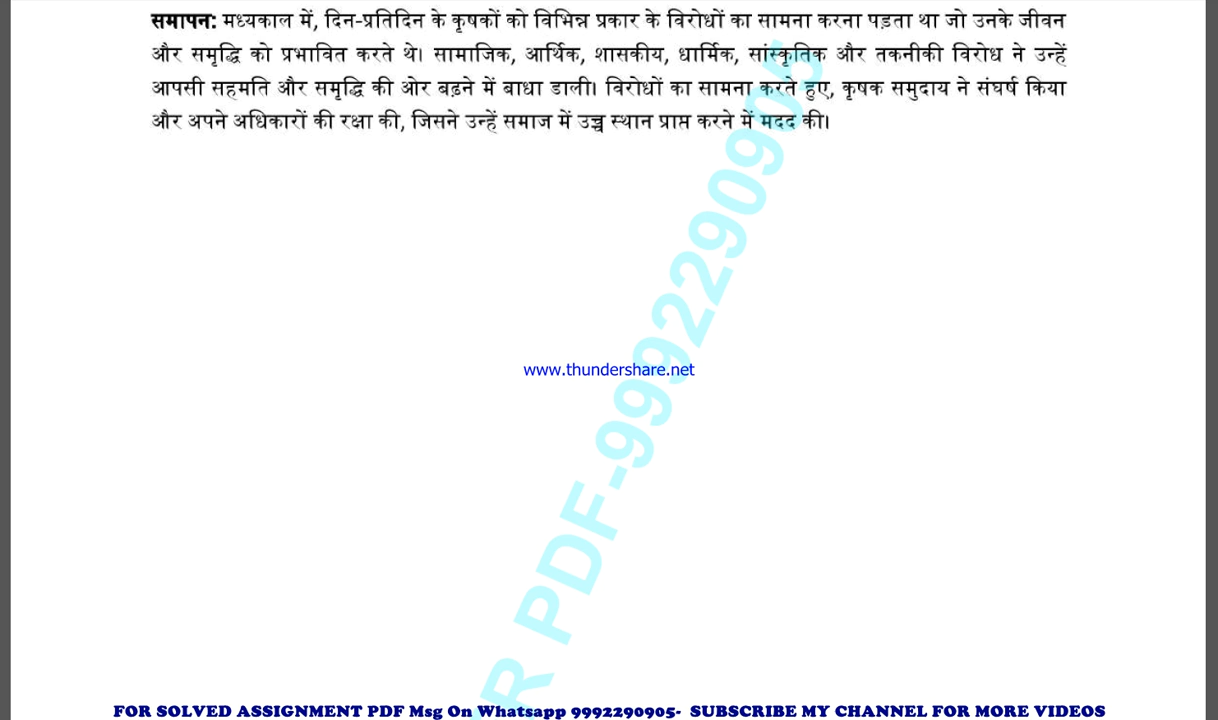 समापन: मध्यकाल में, दिन-प्रतिदिन के कृषकों को विभिन्न प्रकार के विरोधों का सामना करना पड़ता था जो उनके जीवन
और समृद्धि को प्रभावित करते थे। सामाजिक, आर्थिक, शासकीय, धार्मिक, सांस्कृतिक और तकनीकी विरोध ने उन्हें
आपसी सहमति और समृद्धि की ओर बढ़ने में बाधा डाली। विरोधों का सामना करते हुए, कृषक समुदाय ने संघर्ष किया
और अपने अधिकारों की रक्षा की, जिसने उन्हें समाज में उच्च स्थान प्राप्त करने में मदद की।
www.thundershare.net
R PDF-9992290905
FOR SOLVED ASSIGNMENT PDF Msg On Whatsapp 9992290905- SUBSCRIBE MY CHANNEL FOR MORE VIDEOS